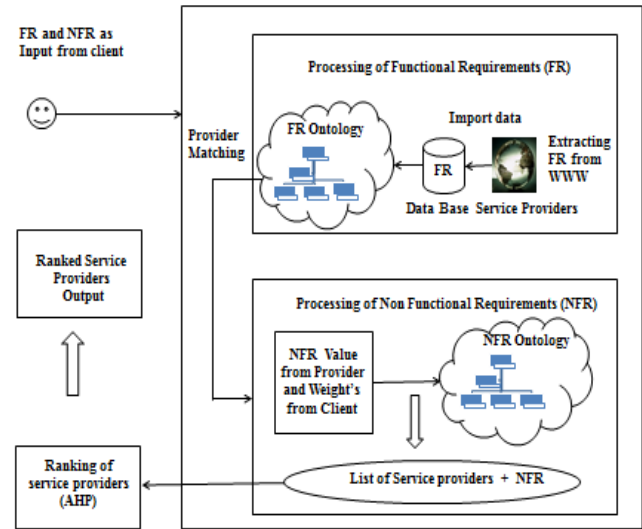 FR and NFR as
Input from client
Processing of Functional Requirements (FR)
Provider
Matching
FR Ontology
Import data
FR
Extracting
FR from
WWW
Data Base Service Providers
Ranked Service
Providers
Output
Processing of Non Functional Requirements (NFR)
NFR Value
from Provider
and Weight's
from Client
NFR Ontology
Ranking of
service providers
(AHP)
List of Service providers + NFR